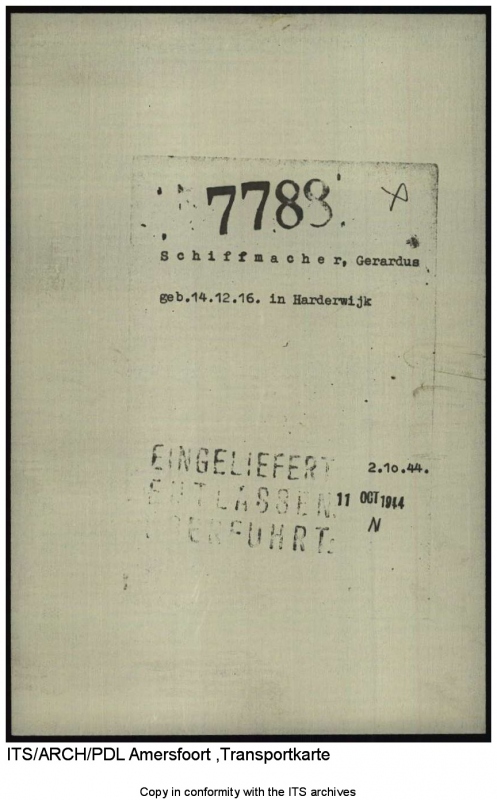 7788.
Schiffmacher, Gerardus
geb.14.12.16. in Harderwijk
EINGELIEFERT 2.10.44.
ENTLASSEN: 11 OCT 1944
ÜBERFÜHRT: N
ITS/ARCH/PDL Amersfoort ,Transportkarte
Copy in conformity with the ITS archives